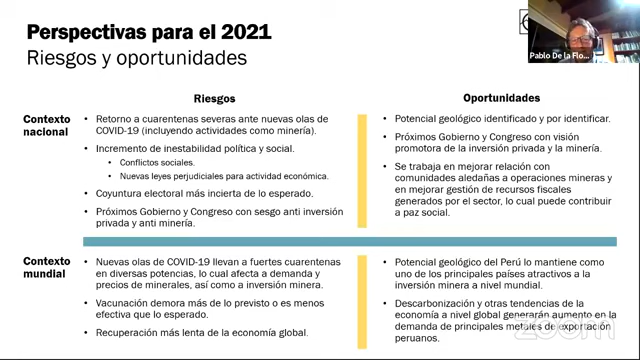 Perspectivas para el 2021
Riesgos y oportunidades
Pablo De la Flo...
Riesgos
Oportunidades
Contexto
nacional
• Retorno a cuarentenas severas ante nuevas olas de
COVID-19 (incluyendo actividades como minería).
• Incremento de inestabilidad política y social.
• Conflictos sociales.
• Nuevas leyes perjudiciales para actividad económica.
• Coyuntura electoral más incierta de lo esperado.
• Próximos Gobierno y Congreso con sesgo anti inversión
privada y anti minería.
• Potencial geológico identificado y por identificar.
• Próximos Gobierno y Congreso con visión
promotora de la inversión privada y la minería.
• Se trabaja en mejorar relación con
comunidades aledañas a operaciones mineras y
en mejorar gestión de recursos fiscales
generados por el sector, lo cual puede contribuir
a paz social.
Contexto
mundial
• Nuevas olas de COVID-19 llevan a fuertes cuarentenas
en diversas potencias, lo cual afecta a demanda y
precios de minerales, así como a inversión minera.
• Vacunación demora más de lo previsto o es menos
efectiva que lo esperado.
• Recuperación más lenta de la economía global.
• Potencial geológico del Perú lo mantiene como
uno de los principales países atractivos a la
inversión minera a nivel mundial.
• Descarbonización y otras tendencias de la
economía a nivel global generarán aumento en la
demanda de principales metales de exportación
peruanos.
zoom